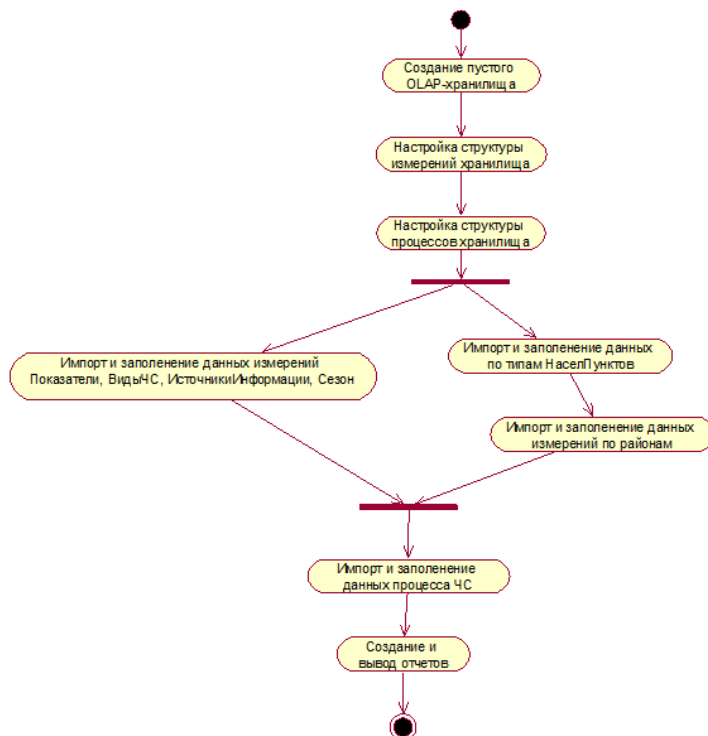 Создание пустого
OLAP-хранилища
Настройка структуры
измерений хранилища
Настройка структуры
процессов хранилища
Импорт и заполенение данных измерений
Показатели, ВидыЧС, ИсточникиИнформации, Сезон
Импорт и заполенение данных
по типам НаселПунктов
Импорт и заполенение данных
измерений по районам
Импорт и заполенение
данных процесса ЧС
Создание и
вывод отчетов